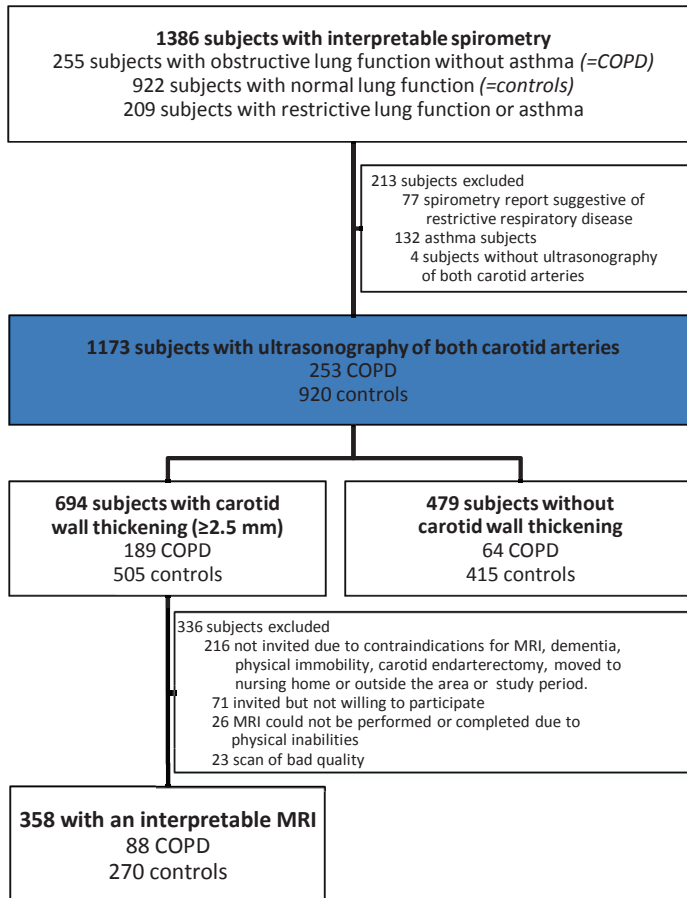 1386 subjects with interpretable spirometry
255 subjects with obstructive lung function without asthma (=COPD)
922 subjects with normal lung function (=controls)
209 subjects with restrictive lung function or asthma
213 subjects excluded
77 spirometry report suggestive of
restrictive respiratory disease
132 asthma subjects
4 subjects without ultrasonography
of both carotid arteries
1173 subjects with ultrasonography of both carotid arteries
253 COPD
920 controls
694 subjects with carotid
wall thickening (≥2.5 mm)
189 COPD
505 controls
479 subjects without
carotid wall thickening
64 COPD
415 controls
336 subjects excluded
216 not invited due to contraindications for MRI, dementia,
physical immobility, carotid endarterectomy, moved to
nursing home or outside the area or study period.
71 invited but not willing to participate
26 MRI could not be performed or completed due to
physical inabilities
23 scan of bad quality
358 with an interpretable MRI
88 COPD
270 controls